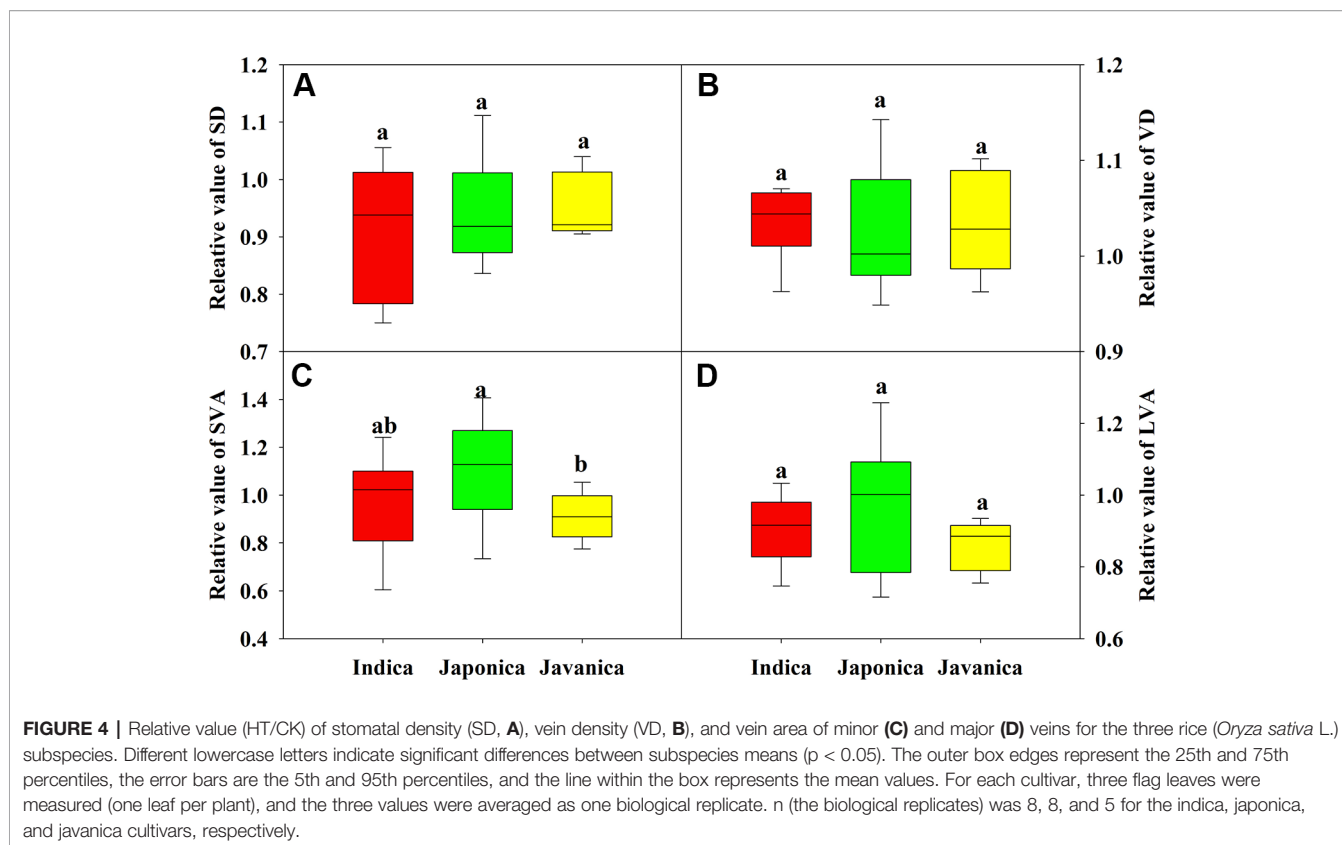 A
B
C
D
Releative value of SD
1.2
1.1
1.0
0.9
0.8
0.7
a
a
a
Relative value of VD
1.2
1.1
1.0
0.9
a
a
a
Relative value of SVA
1.4
1.2
1.0
0.8
0.6
0.4
ab
a
b
Relative value of LVA
1.2
1.0
0.8
0.6
a
a
a
Indica Japonica Javanica
Indica Japonica Javanica
FIGURE 4 | Relative value (HT/CK) of stomatal density (SD, A), vein density (VD, B), and vein area of minor (C) and major (D) veins for the three rice (Oryza sativa L.)
subspecies. Different lowercase letters indicate significant differences between subspecies means (p < 0.05). The outer box edges represent the 25th and 75th
percentiles, the error bars are the 5th and 95th percentiles, and the line within the box represents the mean values. For each cultivar, three flag leaves were
measured (one leaf per plant), and the three values were averaged as one biological replicate. n (the biological replicates) was 8, 8, and 5 for the indica, japonica,
and javanica cultivars, respectively.